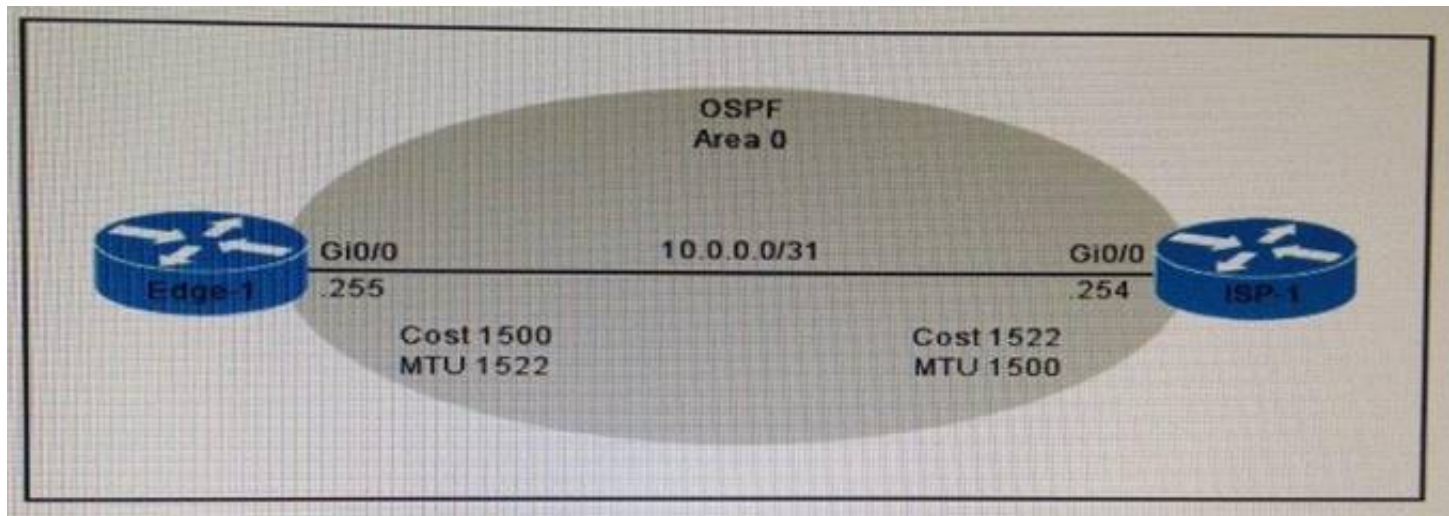 OSPF
Area 0
Gi0/0
10.0.0.0/31
Gi0/0
Edge-1
.255
.254
ISP-1
Cost 1500
MTU 1522
Cost 1522
MTU 1500